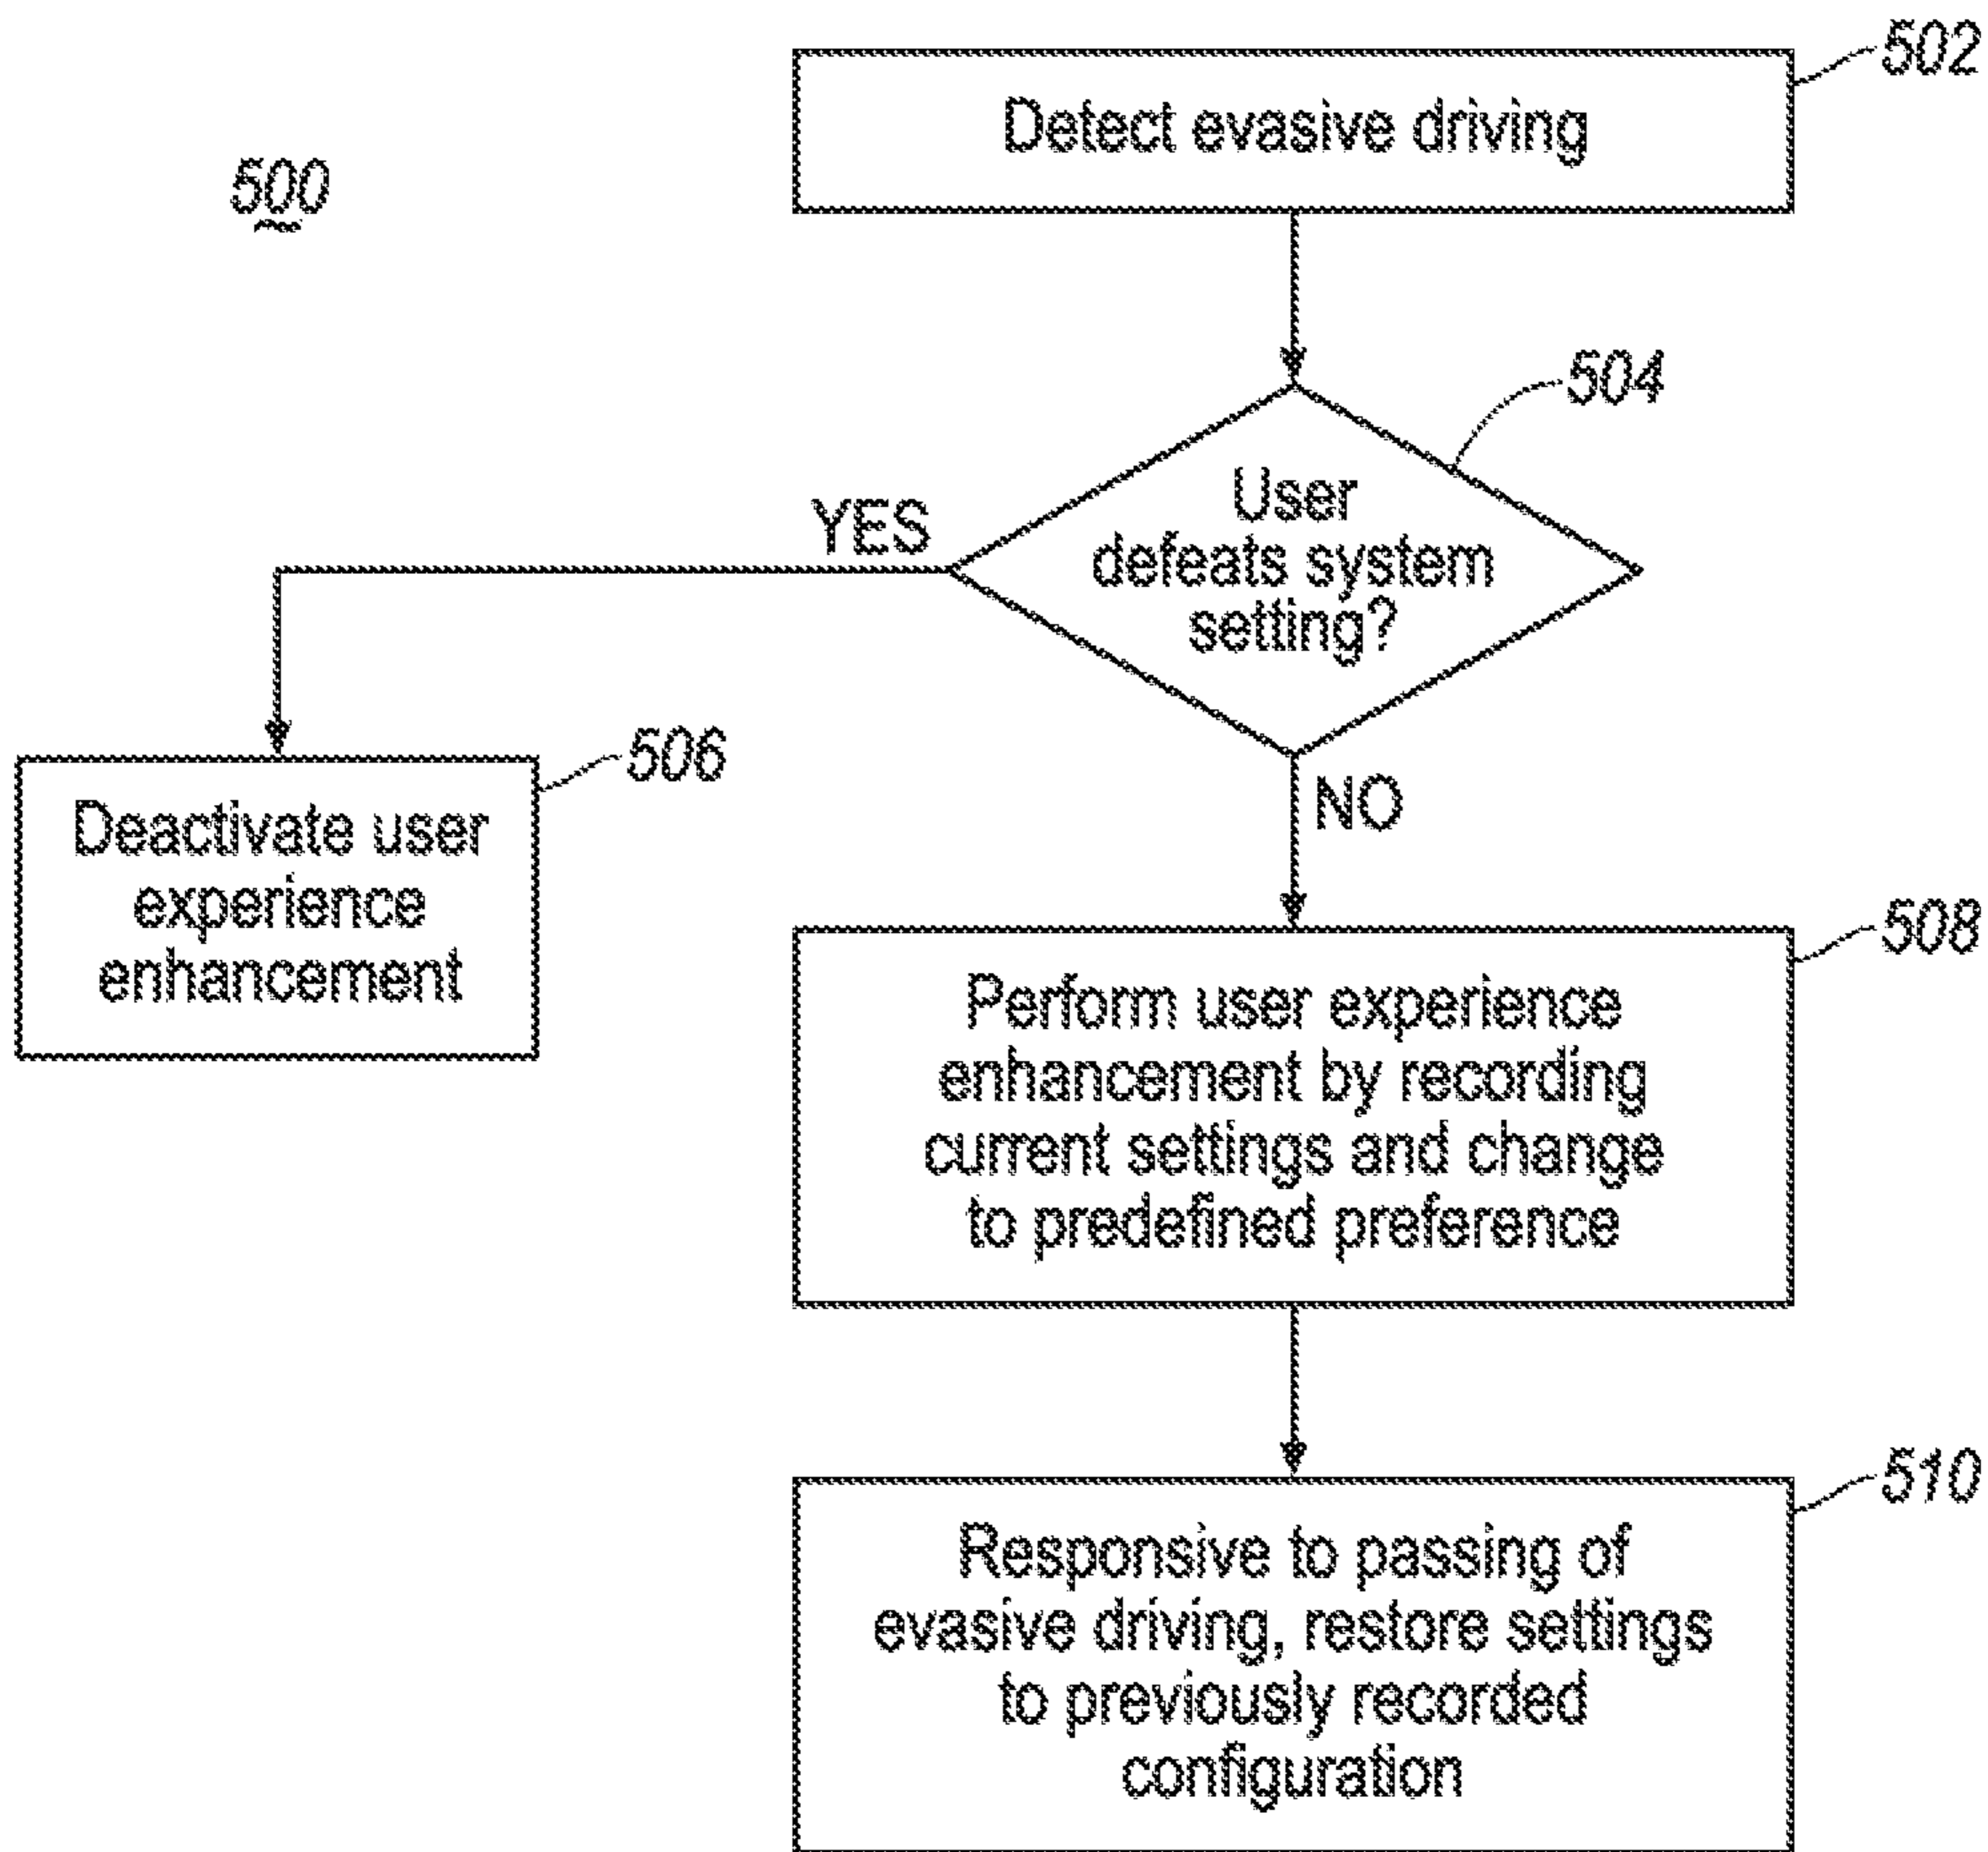 502
Detect evasive driving
500
504
User
defeats system
setting?
YES
506
Deactivate user
experience
enhancement
NO
508
Perform user experience
enhancement by recording
current settings and change
to predefined preference
510
Responsive to passing of
evasive driving, restore settings
to previously recorded
configuration